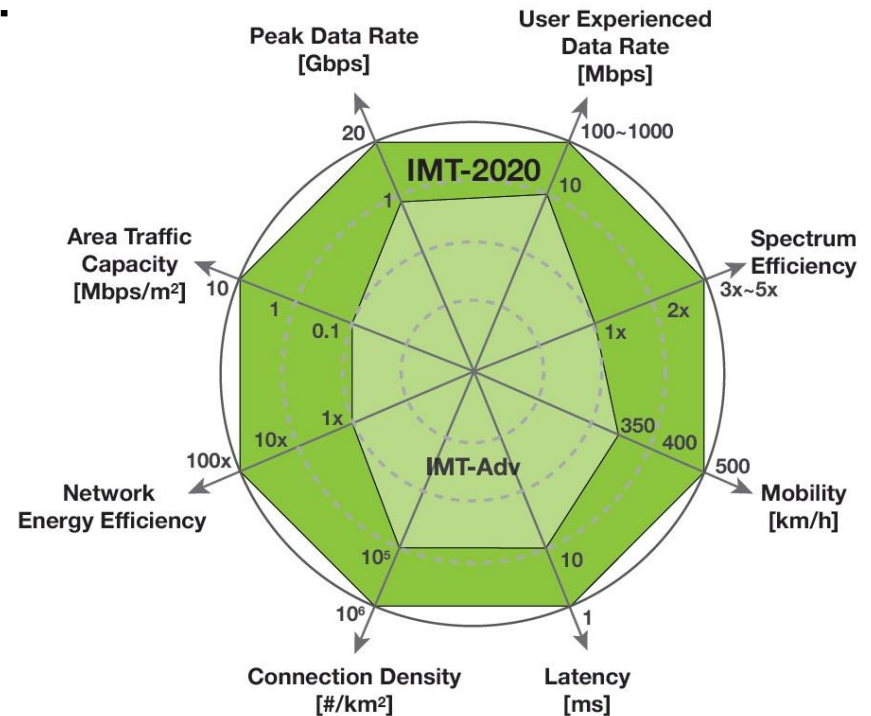 Peak Data Rate
[Gbps]
User Experienced
Data Rate
[Mbps]
20
100~1000
IMT-2020
1
10
Area Traffic
Capacity
[Mbps/m²]
Spectrum
Efficiency
10
1
0.1
3x~5x
2x
1x
1x
10x
100x
350
400
500
IMT-Adv
Network
Energy Efficiency
Mobility
[km/h]
10⁵
10
10⁶
1
Connection Density
[#/km²]
Latency
[ms]